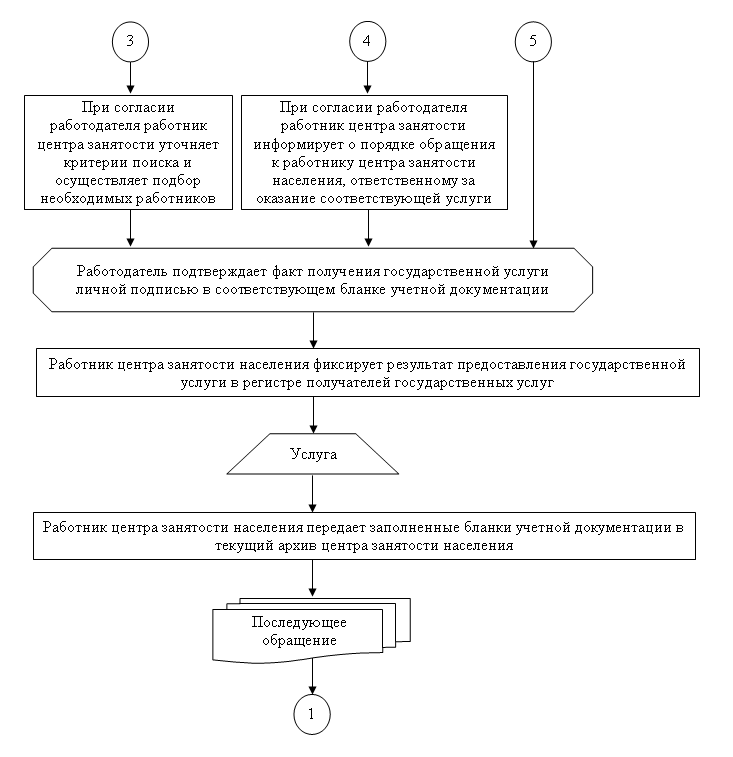 3
4
5
При согласии
работодателя работник
центра занятости уточняет
критерии поиска и
осуществляет подбор
необходимых работников
При согласии работодателя
работник центра занятости
информирует о порядке обращения
к работнику центра занятости
населения, ответственному за
оказание соответствующей услуги
Работодатель подтверждает факт получения государственной услуги
личной подписью в соответствующем бланке учетной документации
Работник центра занятости населения фиксирует результат предоставления государственной
услуги в регистре получателей государственных услуг
Услуга
Работник центра занятости населения передает заполненные бланки учетной документации в
текущий архив центра занятости населения
Последующее
обращение
1